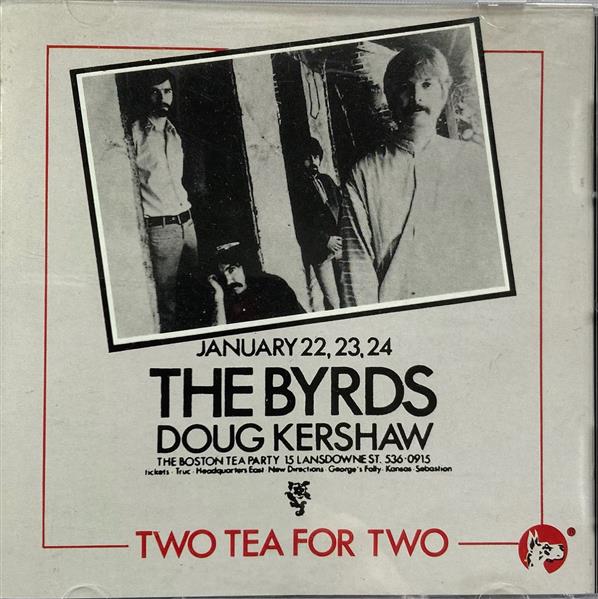 JANUARY 22, 23, 24
THE BYRDS
DOUG KERSHAW
THE BOSTON TEA PARTY 15 LANSDOWNE ST. 536-0915
tickets · Truc · Headquarters East · New Directions · George's Folly · Kansas · Sebastian
TWO TEA FOR TWO
®